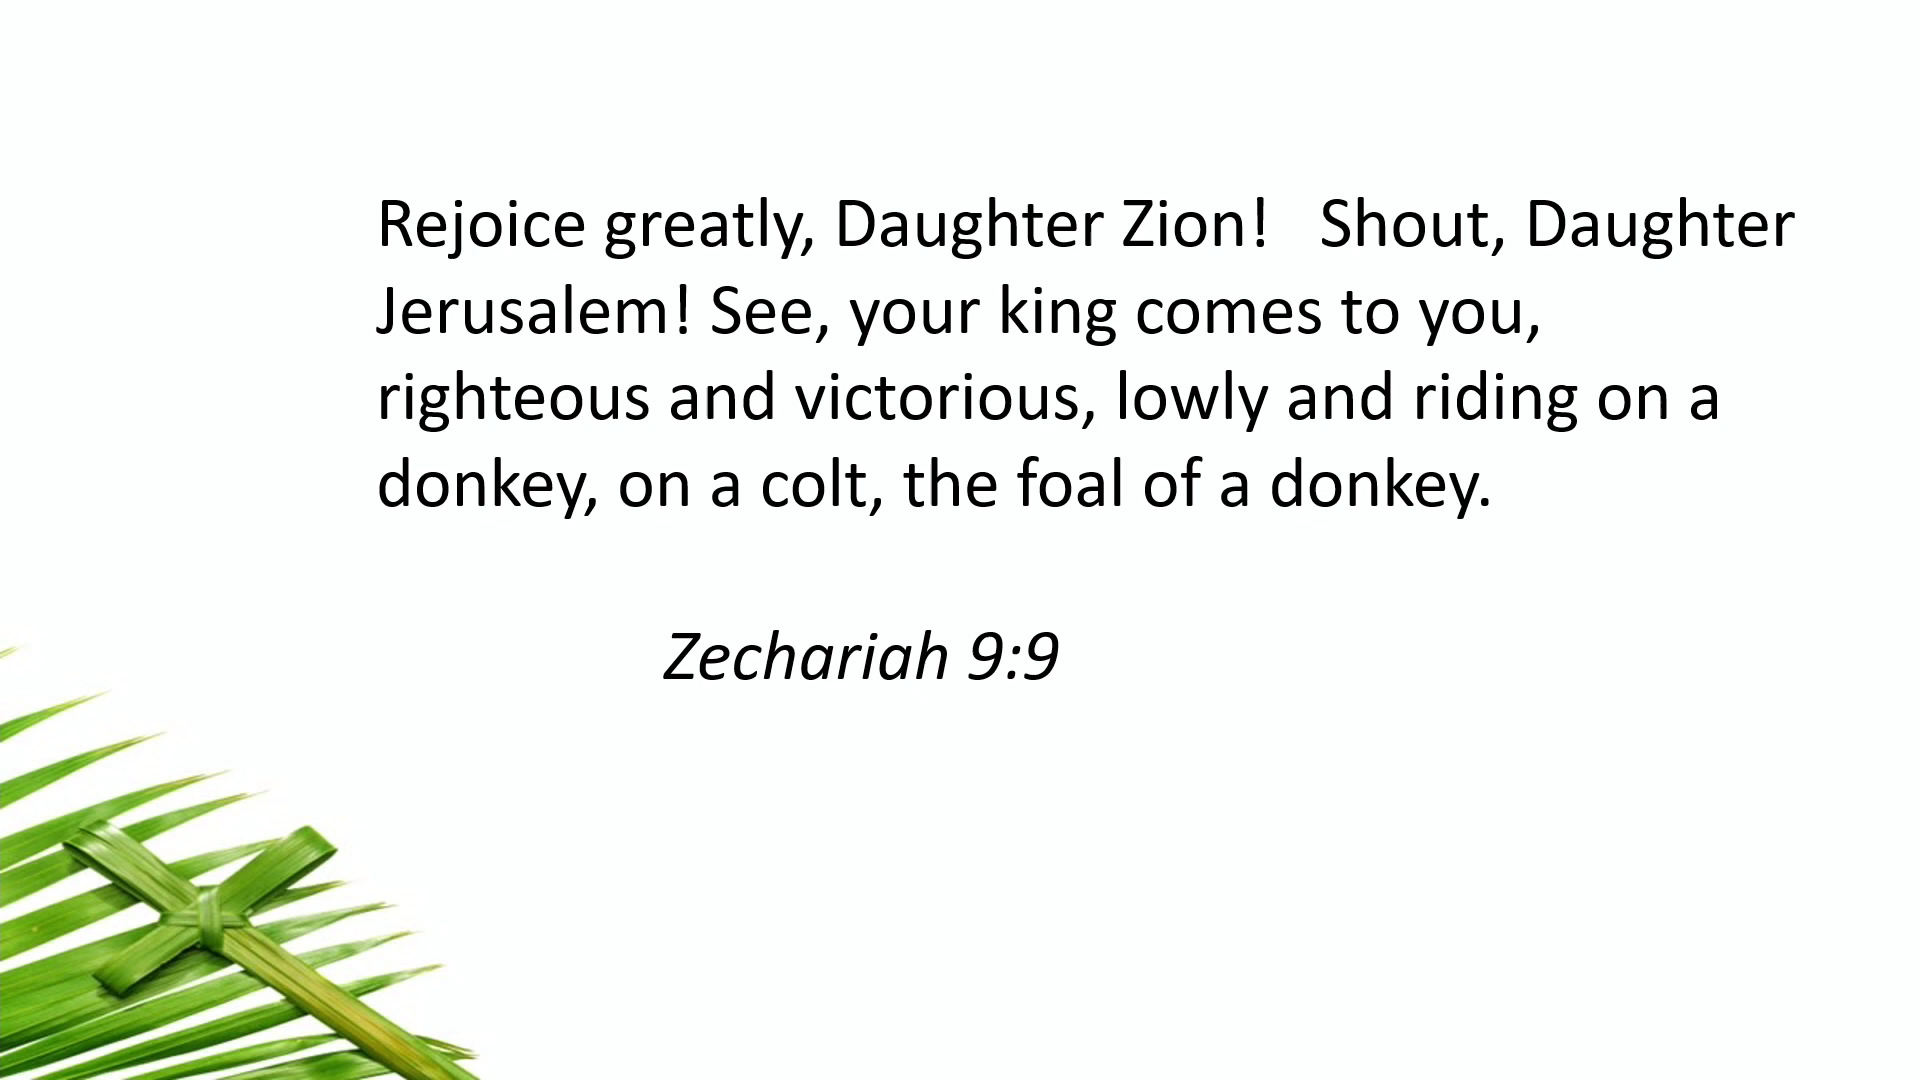 Rejoice greatly, Daughter Zion!   Shout, Daughter
Jerusalem! See, your king comes to you,
righteous and victorious, lowly and riding on a
donkey, on a colt, the foal of a donkey.
Zechariah 9:9